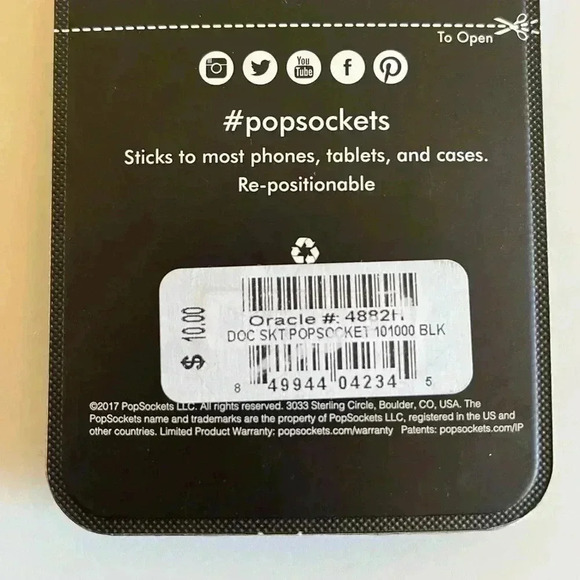 To Open
You
Tube
#popsockets
Sticks to most phones, tablets, and cases.
Re-positionable
$ 10.00
Oracle #: 4882H
DOC SKT POPSOCKET 101000 BLK
8 49944 04234 5
©2017 PopSockets LLC. All rights reserved. 3033 Sterling Circle, Boulder, CO, USA. The
PopSockets name and trademarks are the property of PopSockets LLC, registered in the US and
other countries. Limited Product Warranty: popsockets.com/warranty Patents: popsockets.com/IP